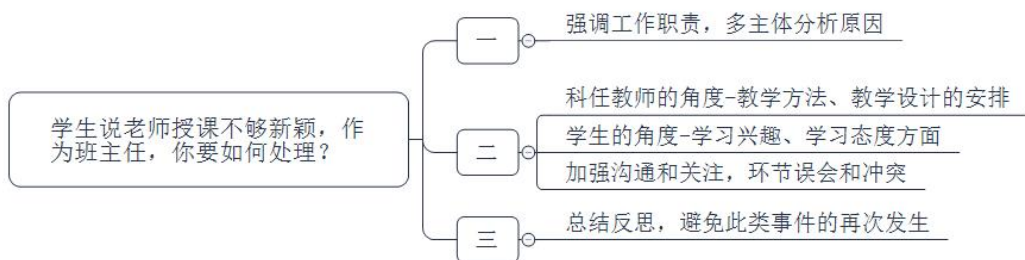 学生说老师授课不够新颖，作
为班主任，你要如何处理？
一
强调工作职责，多主体分析原因
二
科任教师的角度-教学方法、教学设计的安排
学生的角度-学习兴趣、学习态度方面
加强沟通和关注，环节误会和冲突
三
总结反思，避免此类事件的再次发生